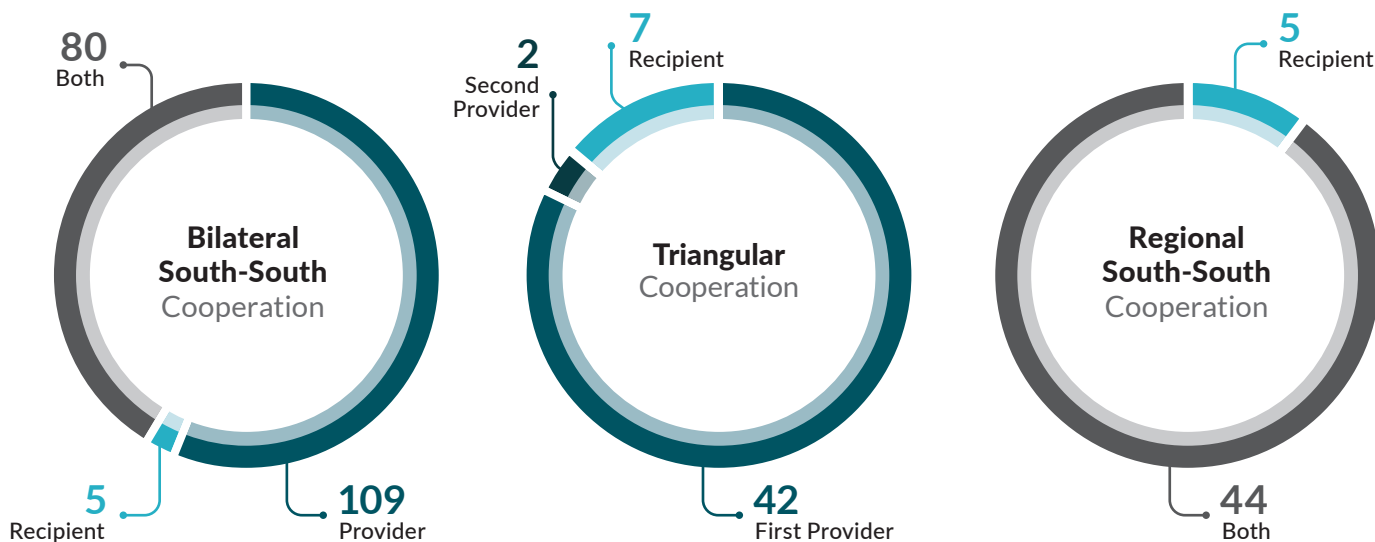 80
Both
Bilateral
South-South
Cooperation
5
Recipient
109
Provider
2
Second
Provider
7
Recipient
Triangular
Cooperation
42
First Provider
5
Recipient
Regional
South-South
Cooperation
44
Both